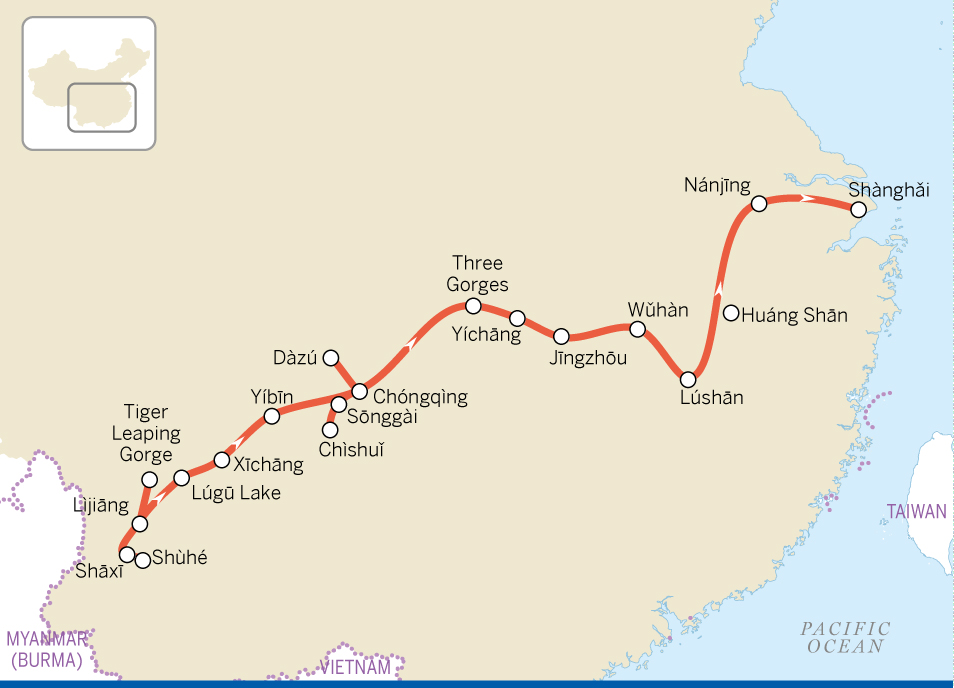 Nánjīng
Shànghǎi
Three
Gorges
Wǔhàn
Huáng Shān
Yíchāng
Jīngzhōu
Dàzú
Lúshān
Yíbīn
Chóngqìng
Sōnggài
Tiger
Leaping
Gorge
Chìshuǐ
Xīchāng
Lúgū Lake
Lìjiāng
TAIWAN
Shùhé
Shāxī
PACIFIC
OCEAN
MYANMAR
(BURMA)
VIETNAM